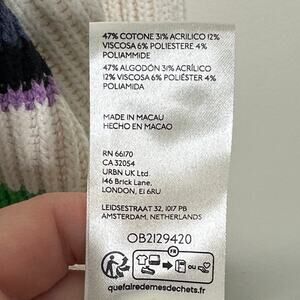 47% COTONE 31% ACRILICO 12%
VISCOSA 6% POLIESTERE 4%
POLIAMMIDE
47% ALGODÓN 31% ACRÍLICO
12% VISCOSA 6% POLIÉSTER 4%
POLIAMIDA
MADE IN MACAU
HECHO EN MACAO
RN 66170
CA 32054
URBN UK Ltd.
146 Brick Lane,
LONDON, E1 6RU
LEIDSESTRAAT 32, 1017 PB
AMSTERDAM, NETHERLANDS
OB2129420
FR
quefairedemesdechets.fr